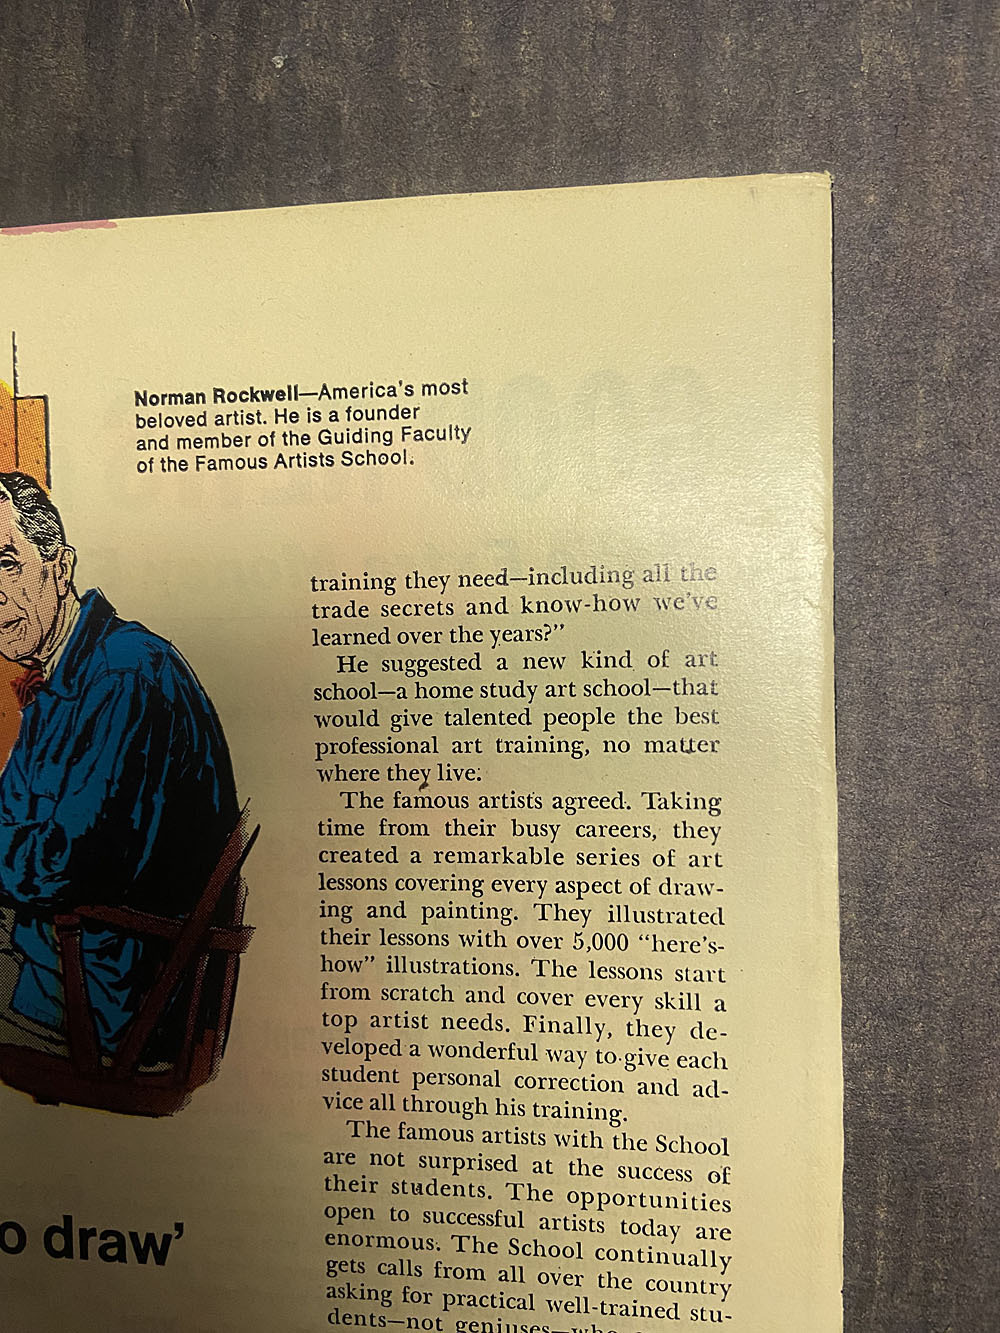 Norman Rockwell—America's most
beloved artist. He is a founder
and member of the Guiding Faculty
of the Famous Artists School.
training they need—including all the
trade secrets and know-how we've
learned over the years?"
He suggested a new kind of art
school—a home study art school—that
would give talented people the best
professional art training, no matter
where they live.
The famous artists agreed. Taking
time from their busy careers, they
created a remarkable series of art
lessons covering every aspect of draw-
ing and painting. They illustrated
their lessons with over 5,000 "here's-
how" illustrations. The lessons start
from scratch and cover every skill a
top artist needs. Finally, they de-
veloped a wonderful way to give each
student personal correction and ad-
vice all through his training.
The famous artists with the School
are not surprised at the success of
their students. The opportunities
open to successful artists today are
enormous. The School continually
gets calls from all over the country
asking for practical well-trained stu-
dents—not geniuses—who
o draw'